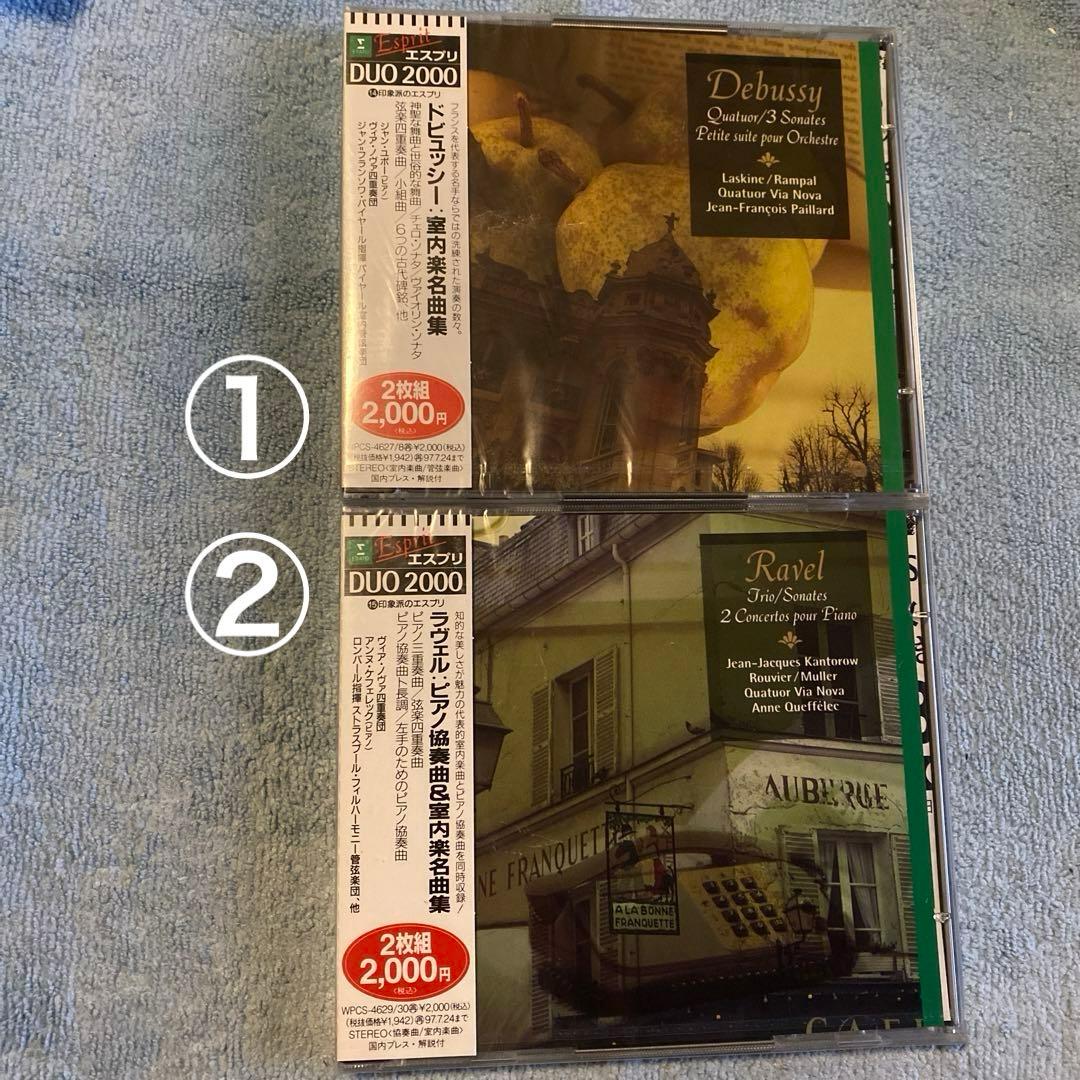 ①
②
Esprit
エスプリ
DUO 2000
⑭印象派のエスプリ
フランスを代表する名手ならではの洗練された演奏の数々。
ドビュッシー:室内楽名曲集
神聖な舞曲と世俗的な舞曲/チェロ・ソナタ/ヴァイオリン・ソナタ
弦楽四重奏曲/小組曲/6つの古代碑銘、他
ジャン・ユボー(ピアノ)
ヴィア・ノヴァ四重奏団
ジャン=フランソワ・パイヤール指揮 パイヤール室内管弦楽団
2枚組
2,000円
(税込)
WPCS-4627/8 ¥2,000(税込)
(税抜価格¥1,942) 97.7.24まで
STEREO〈室内楽曲/管弦楽曲〉
国内プレス・解説付
Debussy
Quatuor/3 Sonates
Petite suite pour Orchestre
Laskine/Rampal
Quatuor Via Nova
Jean-François Paillard
Esprit
エスプリ
DUO 2000
⑮印象派のエスプリ
知的な美しさが魅力の代表的室内楽曲とピアノ協奏曲を同時収録!
ラヴェル:ピアノ協奏曲&室内楽名曲集
ピアノ三重奏曲/弦楽四重奏曲
ピアノ協奏曲ト長調/左手のためのピアノ協奏曲
ヴィア・ノヴァ四重奏団
アンヌ・ケフェレック(ピアノ)
ロンバール指揮 ストラスブール・フィルハーモニー管弦楽団、他
2枚組
2,000円
(税込)
WPCS-4629/30 ¥2,000(税込)
(税抜価格¥1,942) 97.7.24まで
STEREO〈協奏曲/室内楽曲〉
国内プレス・解説付
Ravel
Trio/Sonates
2 Concertos pour Piano
Jean-Jacques Kantorow
Rouvier/Muller
Quatuor Via Nova
Anne Queffélec
AUBERGE
NE FRANQUETTE
A LA BONNE
FRANQUETTE